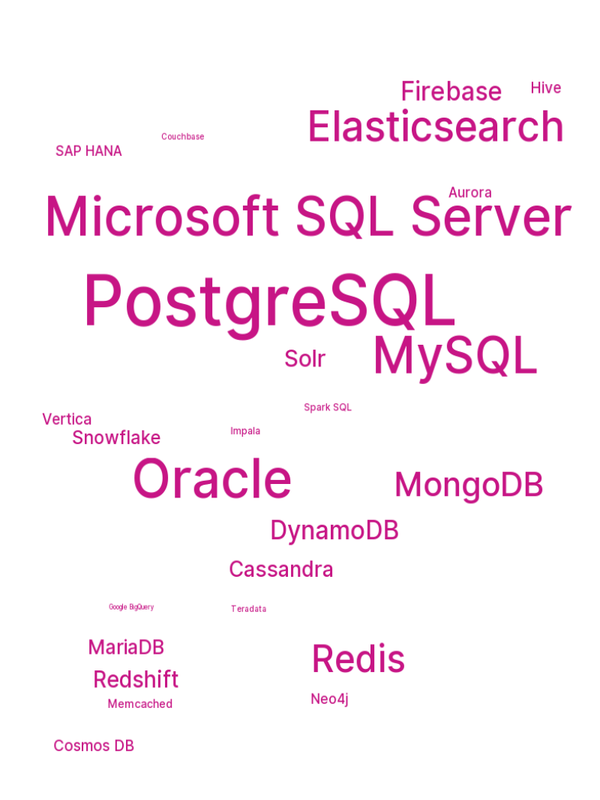 Firebase
Hive
Elasticsearch
Couchbase
SAP HANA
Aurora
Microsoft SQL Server
PostgreSQL
MySQL
Solr
Spark SQL
Vertica
Impala
Snowflake
Oracle
MongoDB
DynamoDB
Cassandra
Google BigQuery
Teradata
MariaDB
Redis
Redshift
Neo4j
Memcached
Cosmos DB